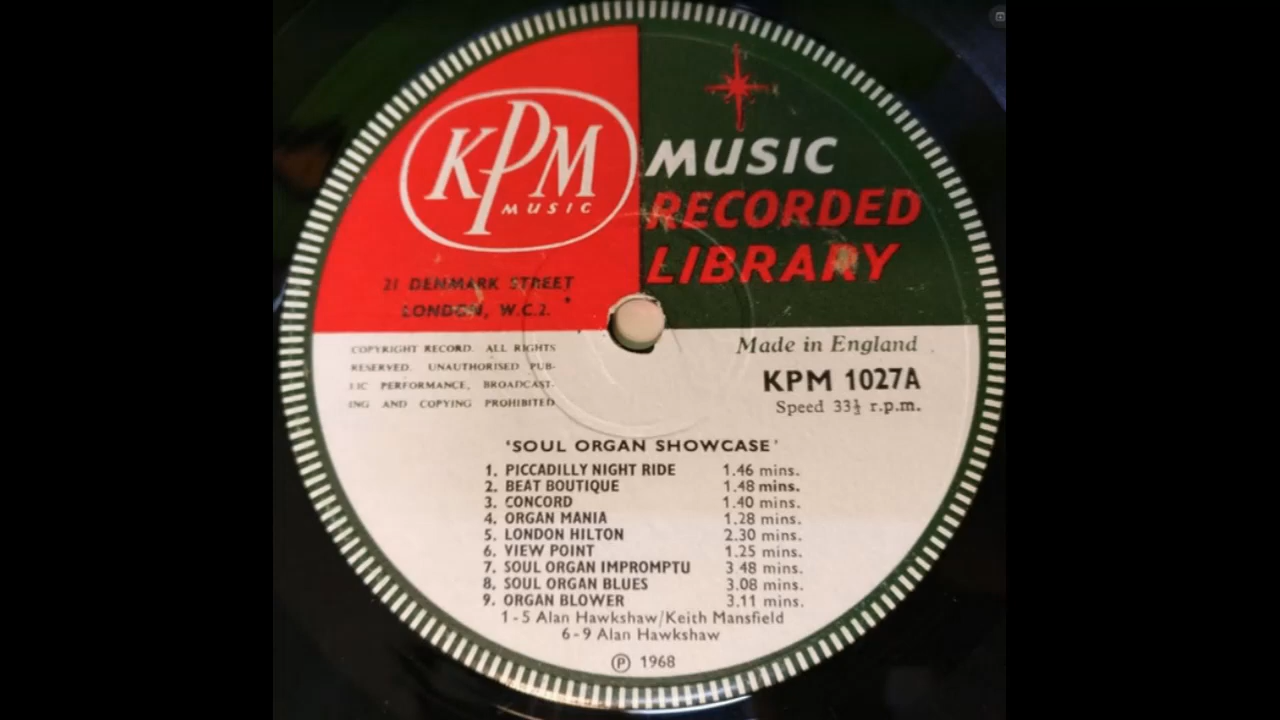 KPM
MUSIC
MUSIC
RECORDED
LIBRARY
21 DENMARK STREET
LONDON, W.C.2.
COPYRIGHT RECORD. ALL RIGHTS
RESERVED. UNAUTHORISED PUB-
LIC PERFORMANCE, BROADCAST-
ING AND COPYING PROHIBITED
Made in England
KPM 1027A
Speed 33⅓ r.p.m.
'SOUL ORGAN SHOWCASE'
1. PICCADILLY NIGHT RIDE 1.46 mins.
2. BEAT BOUTIQUE 1.48 mins.
3. CONCORD 1.40 mins.
4. ORGAN MANIA 1.28 mins.
5. LONDON HILTON 2.30 mins.
6. VIEW POINT 1.25 mins.
7. SOUL ORGAN IMPROMPTU 3.48 mins.
8. SOUL ORGAN BLUES 3.08 mins.
9. ORGAN BLOWER 3.11 mins.
1-5 Alan Hawkshaw/Keith Mansfield
6-9 Alan Hawkshaw
℗ 1968